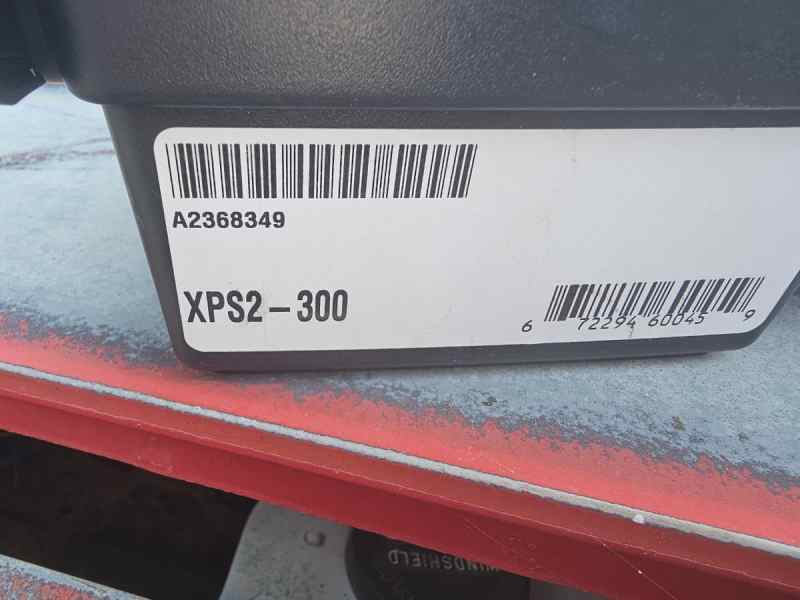 A2368349
XPS2-300
6 72294 60045 9
WINDSHIELD